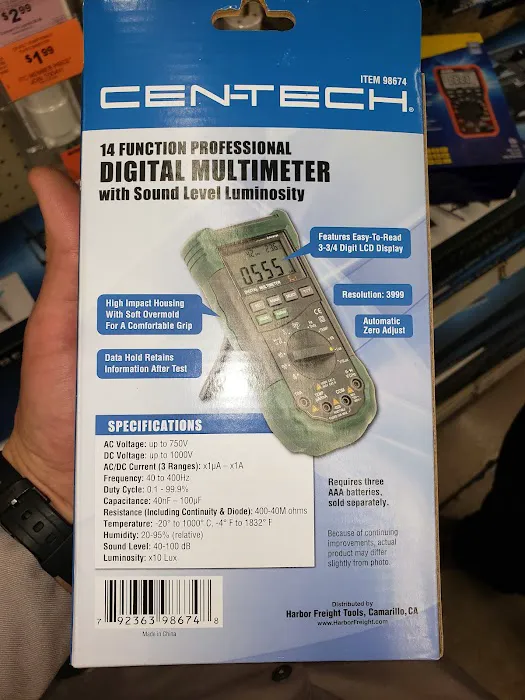 $2.99
$1.99
ITEM 98674
CEN-TECH®
14 FUNCTION PROFESSIONAL
DIGITAL MULTIMETER
with Sound Level Luminosity
Features Easy-To-Read
3-3/4 Digit LCD Display
Resolution: 3999
Automatic
Zero Adjust
High Impact Housing
With Soft Overmold
For A Comfortable Grip
Data Hold Retains
Information After Test
DIGITAL MULTIMETER
COM
SPECIFICATIONS
AC Voltage: up to 750V
DC Voltage: up to 1000V
AC/DC Current (3 Ranges): x1µA – x1A
Frequency: 40 to 400Hz
Duty Cycle: 0.1 - 99.9%
Capacitance: 40nF – 100µF
Resistance (Including Continuity & Diode): 400-40M ohms
Temperature: -20° to 1000° C, -4° F to 1832° F
Humidity: 20-95% (relative)
Sound Level: 40-100 dB
Luminosity: x10 Lux
Requires three
AAA batteries,
sold separately.
Because of continuing
improvements, actual
product may differ
slightly from photo.
7 92363 98674 8
Made in China
Distributed by
Harbor Freight Tools, Camarillo, CA
www.HarborFreight.com